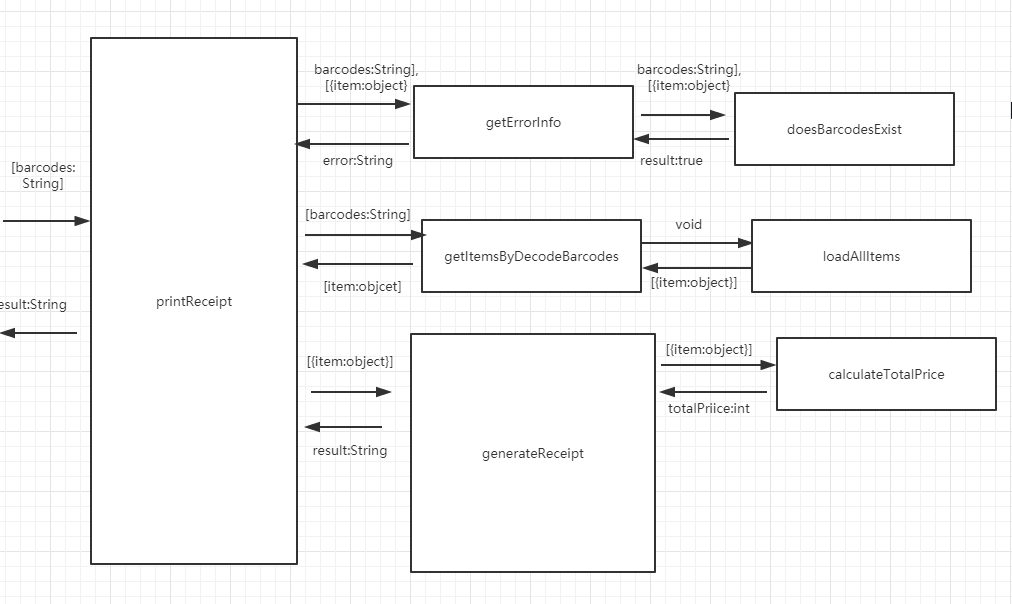 barcodes:String],
[{item:object}
barcodes:String],
[{item:object}
getErrorInfo
doesBarcodesExist
error:String
result:true
[barcodes:
String]
[barcodes:String]
void
getItemsByDecodeBarcodes
loadAllItems
[item:objcet]
[{item:object}]
esult:String
printReceipt
[{item:object}]
[{item:object}]
calculateTotalPrice
totalPriice:int
result:String
generateReceipt